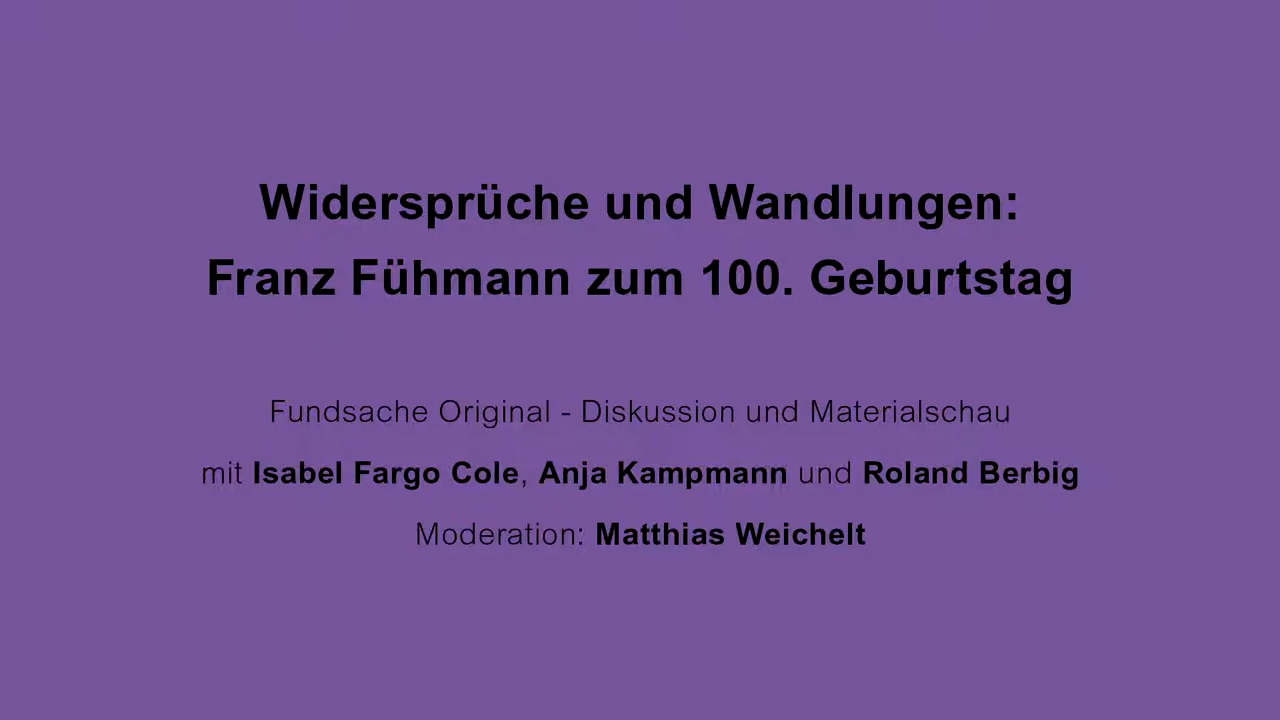 Widersprüche und Wandlungen:
Franz Fühmann zum 100. Geburtstag
Fundsache Original - Diskussion und Materialschau
mit Isabel Fargo Cole, Anja Kampmann und Roland Berbig
Moderation: Matthias Weichelt